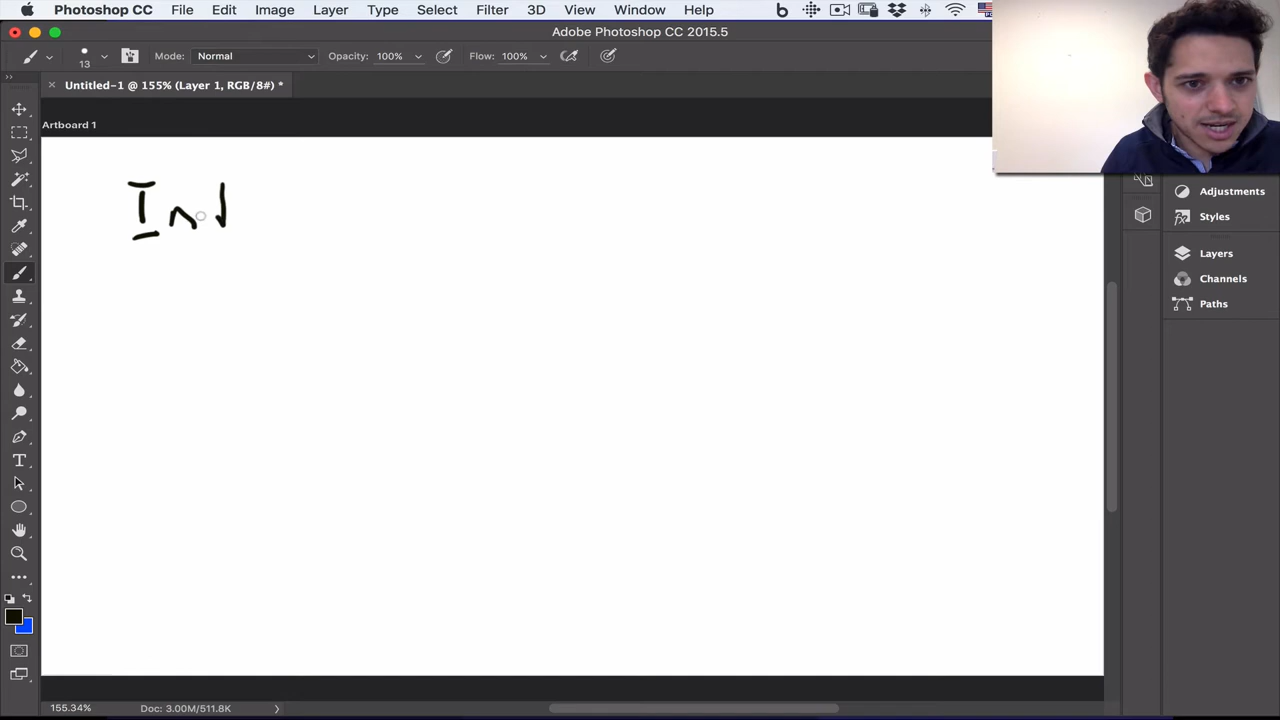 Photoshop CC File Edit Image Layer Type Select Filter 3D View Window Help
Adobe Photoshop CC 2015.5
13 Mode: Normal Opacity: 100% Flow: 100%
Untitled-1 @ 155% (Layer 1, RGB/8#) *
Artboard 1
Ind
Adjustments
Styles
Layers
Channels
Paths
155.34% Doc: 3.00M/511.8K